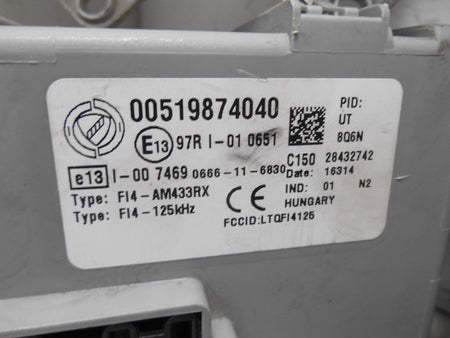 00519874040
PID:
UT
8Q6N
E13 97R I-01 0651
C150 28432742
e13 I-00 7469 0666-11-6830
Date: 16314
Type: FI4-AM433RX
IND: 01 N2
Type: FI4-125kHz
CE
HUNGARY
FCCID:LTQFI4125